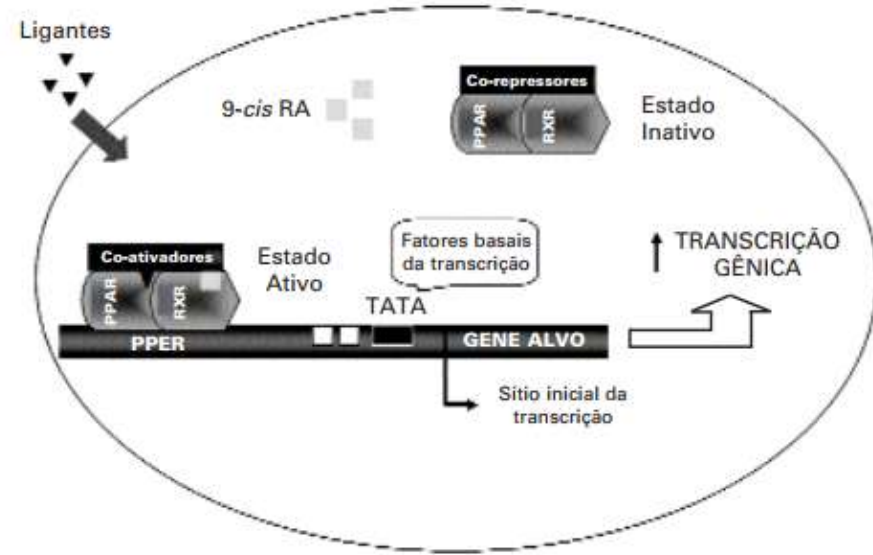 Ligantes
9-cis RA
Co-repressores
PPAR
RXR
Estado
Inativo
Co-ativadores
PPAR
RXR
Estado
Ativo
Fatores basais
da transcrição
TATA
TRANSCRIÇÃO
GÊNICA
PPER
GENE ALVO
Sítio inicial da
transcrição